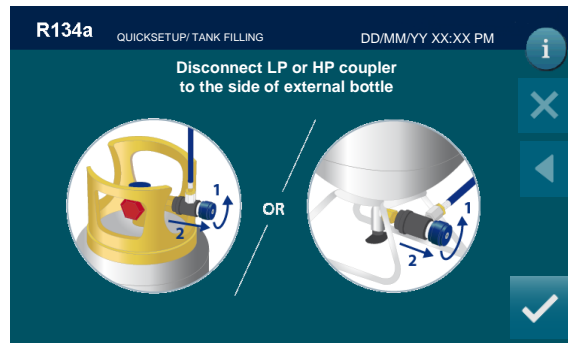 R134a QUICKSETUP/ TANK FILLING DD/MM/YY XX:XX PM
i
Disconnect LP or HP coupler
to the side of external bottle
1
2
OR
1
2